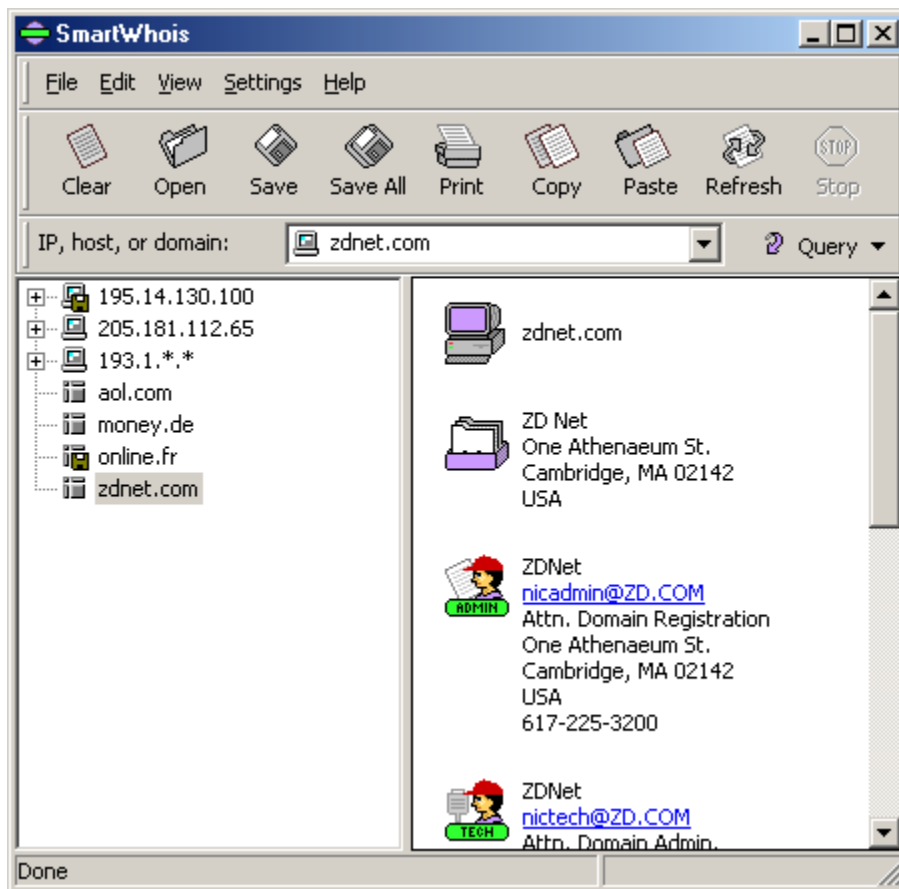 SmartWhois
File Edit View Settings Help
Clear Open Save Save All Print Copy Paste Refresh Stop
IP, host, or domain: zdnet.com Query
195.14.130.100
205.181.112.65
193.1.*.*
aol.com
money.de
online.fr
zdnet.com
zdnet.com
ZD Net
One Athenaeum St.
Cambridge, MA 02142
USA
ZDNet
nicadmin@ZD.COM
ADMIN
Attn. Domain Registration
One Athenaeum St.
Cambridge, MA 02142
USA
617-225-3200
ZDNet
nictech@ZD.COM
TECH
Attn. Domain Admin.
Done